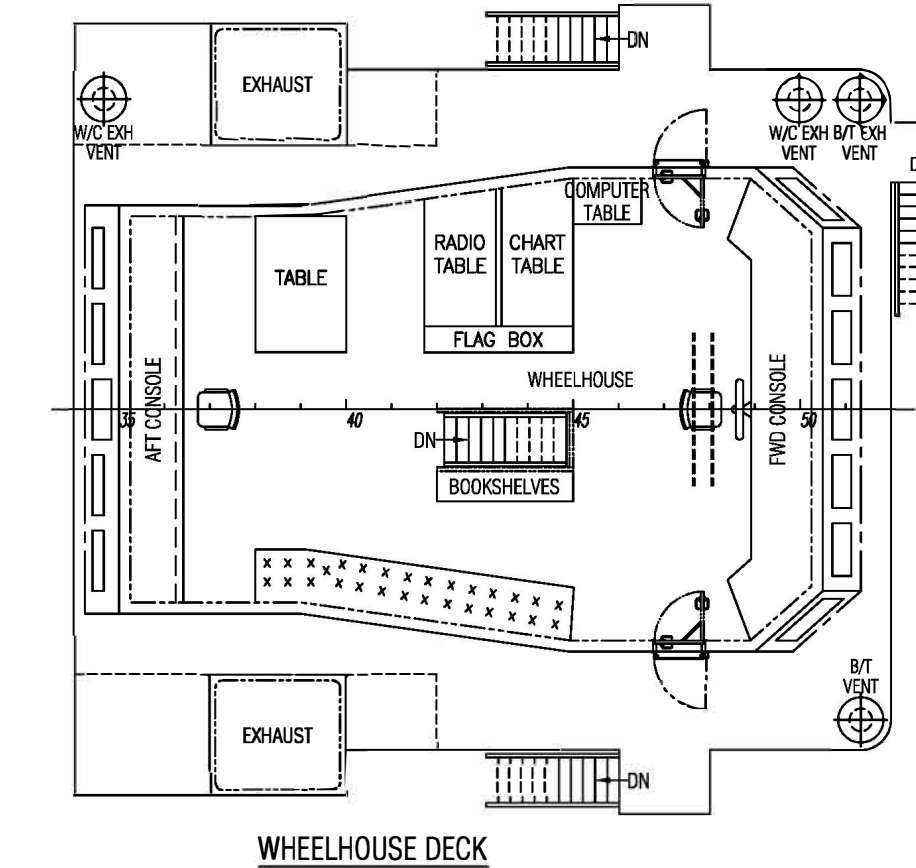 DN
EXHAUST
W/C EXH
VENT
W/C EXH
VENT
B/T EXH
VENT
COMPUTER
TABLE
RADIO
TABLE
CHART
TABLE
TABLE
FLAG BOX
WHEELHOUSE
AFT CONSOLE
FWD CONSOLE
35
40
45
50
DN
BOOKSHELVES
B/T
VENT
EXHAUST
DN
WHEELHOUSE DECK